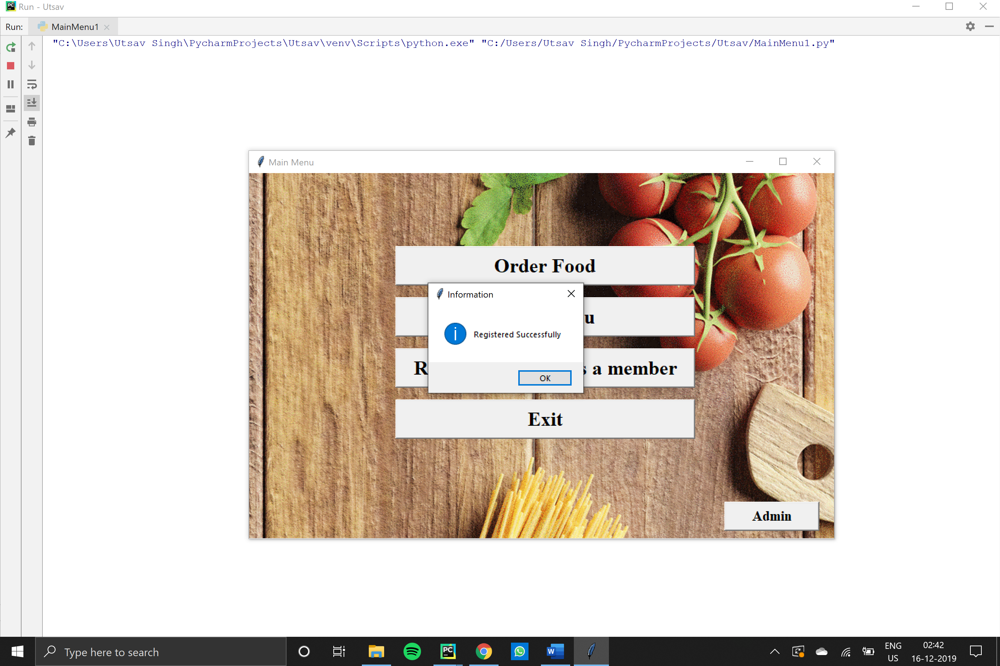 PC Run - Utsav
Run: MainMenu1
"C:\Users\Utsav Singh\PycharmProjects\Utsav\venv\Scripts\python.exe" "C:/Users/Utsav Singh/PycharmProjects/Utsav/MainMenu1.py"
Main Menu
Order Food
Information
u
i Registered Successfully
R
a member
OK
Exit
Admin
Type here to search
PC
W
ENG
US
02:42
16-12-2019